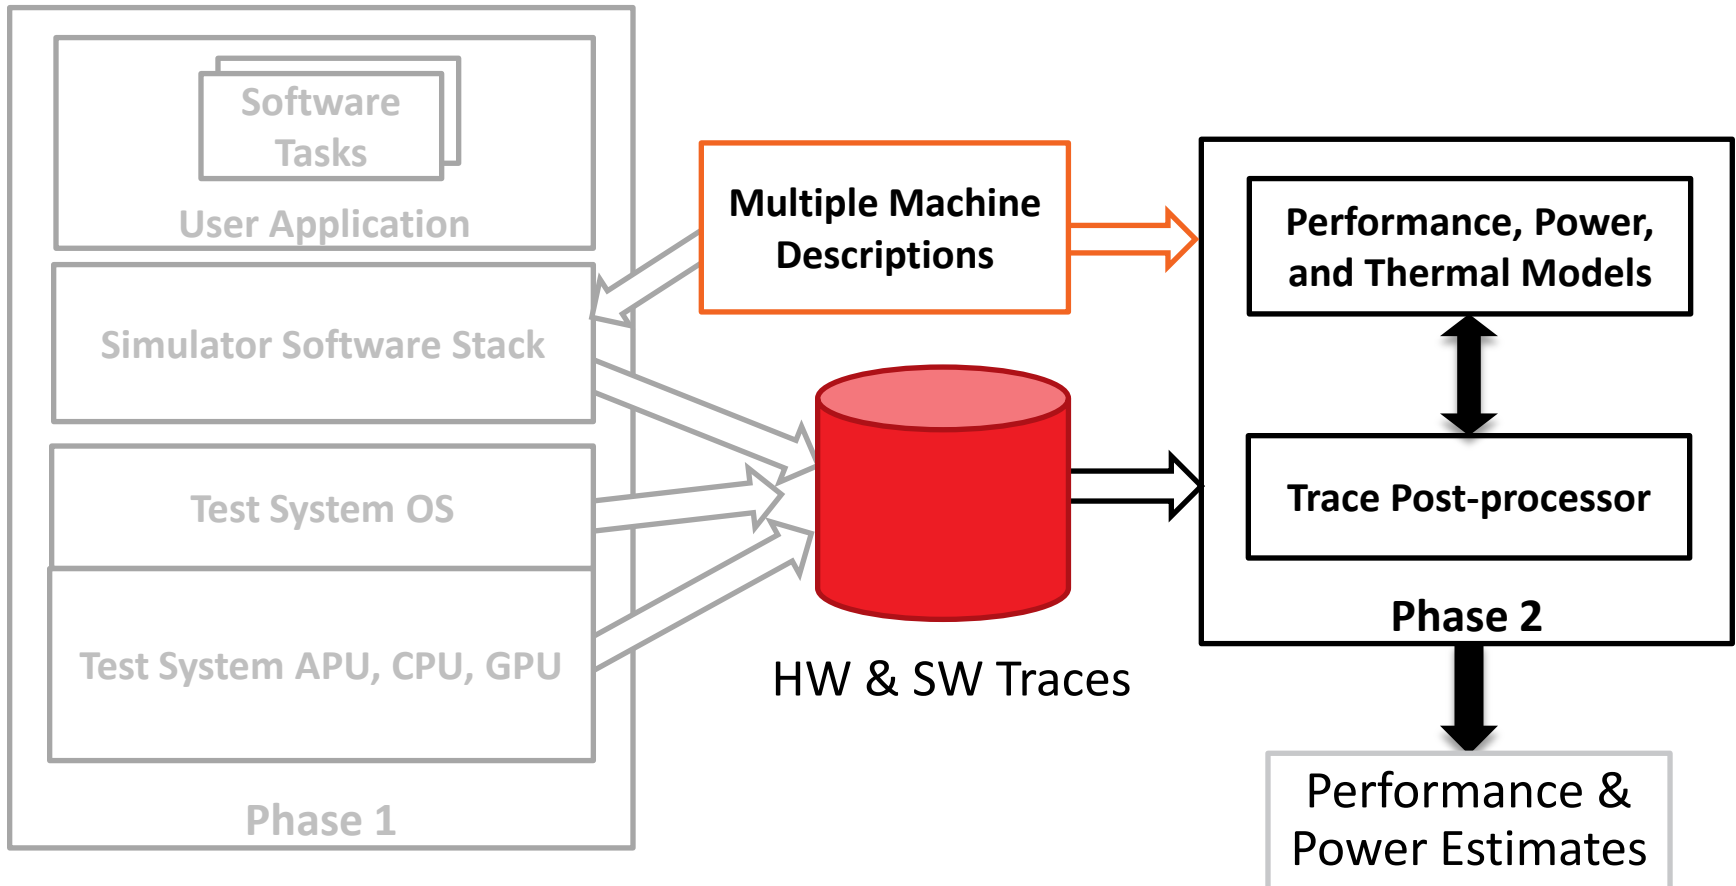 Software
Tasks
User Application
Simulator Software Stack
Test System OS
Test System APU, CPU, GPU
Phase 1
Multiple Machine
Descriptions
HW & SW Traces
Performance, Power,
and Thermal Models
Trace Post-processor
Phase 2
Performance &
Power Estimates